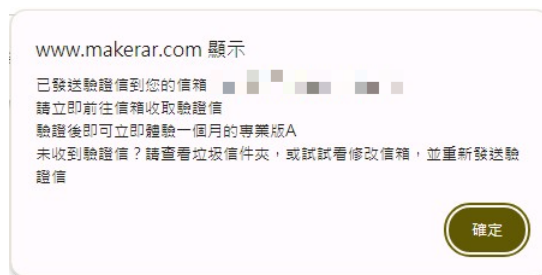 www.makerar.com 顯示
已發送驗證信到您的信箱
請立即前往信箱收取驗證信
驗證後即可立即體驗一個月的專業版A
未收到驗證信？請查看垃圾信件夾，或試試看修改信箱，並重新發送驗
證信
確定